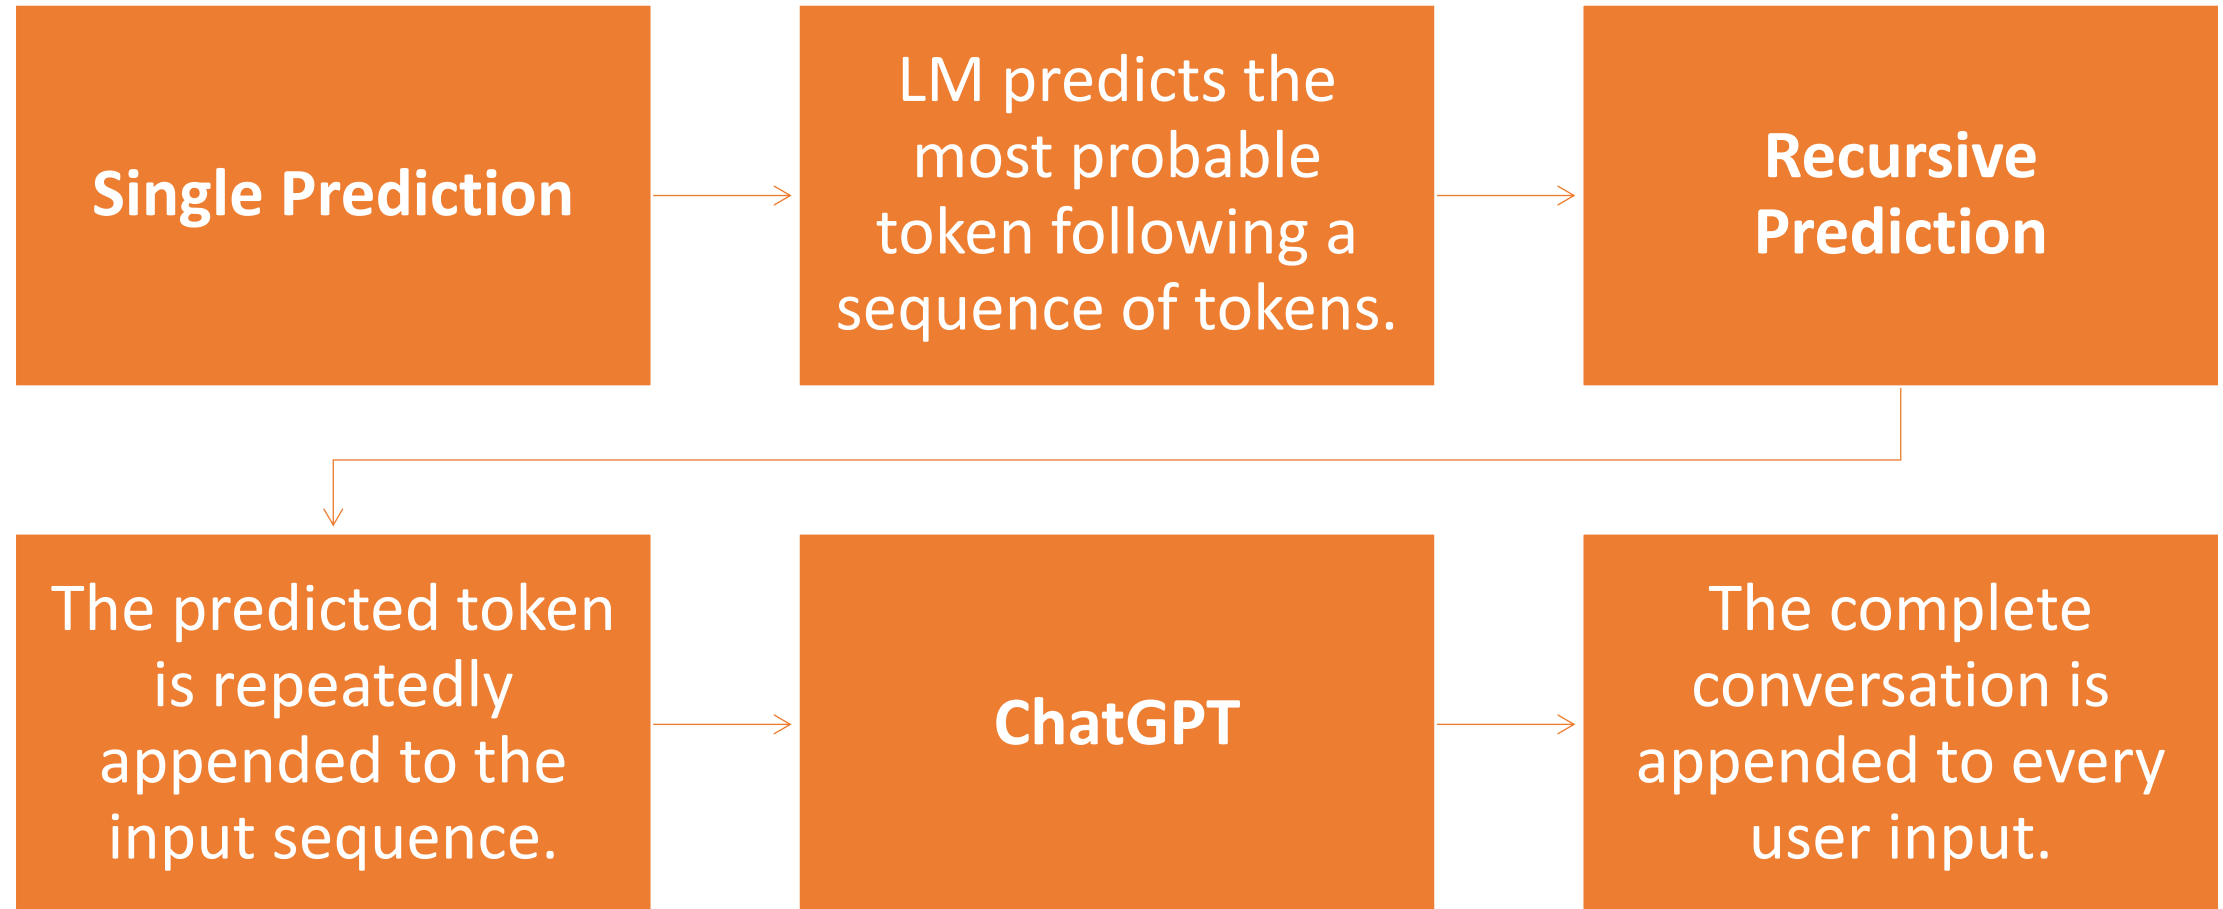 Single Prediction
LM predicts the
most probable
token following a
sequence of tokens.
Recursive
Prediction
The predicted token
is repeatedly
appended to the
input sequence.
ChatGPT
The complete
conversation is
appended to every
user input.